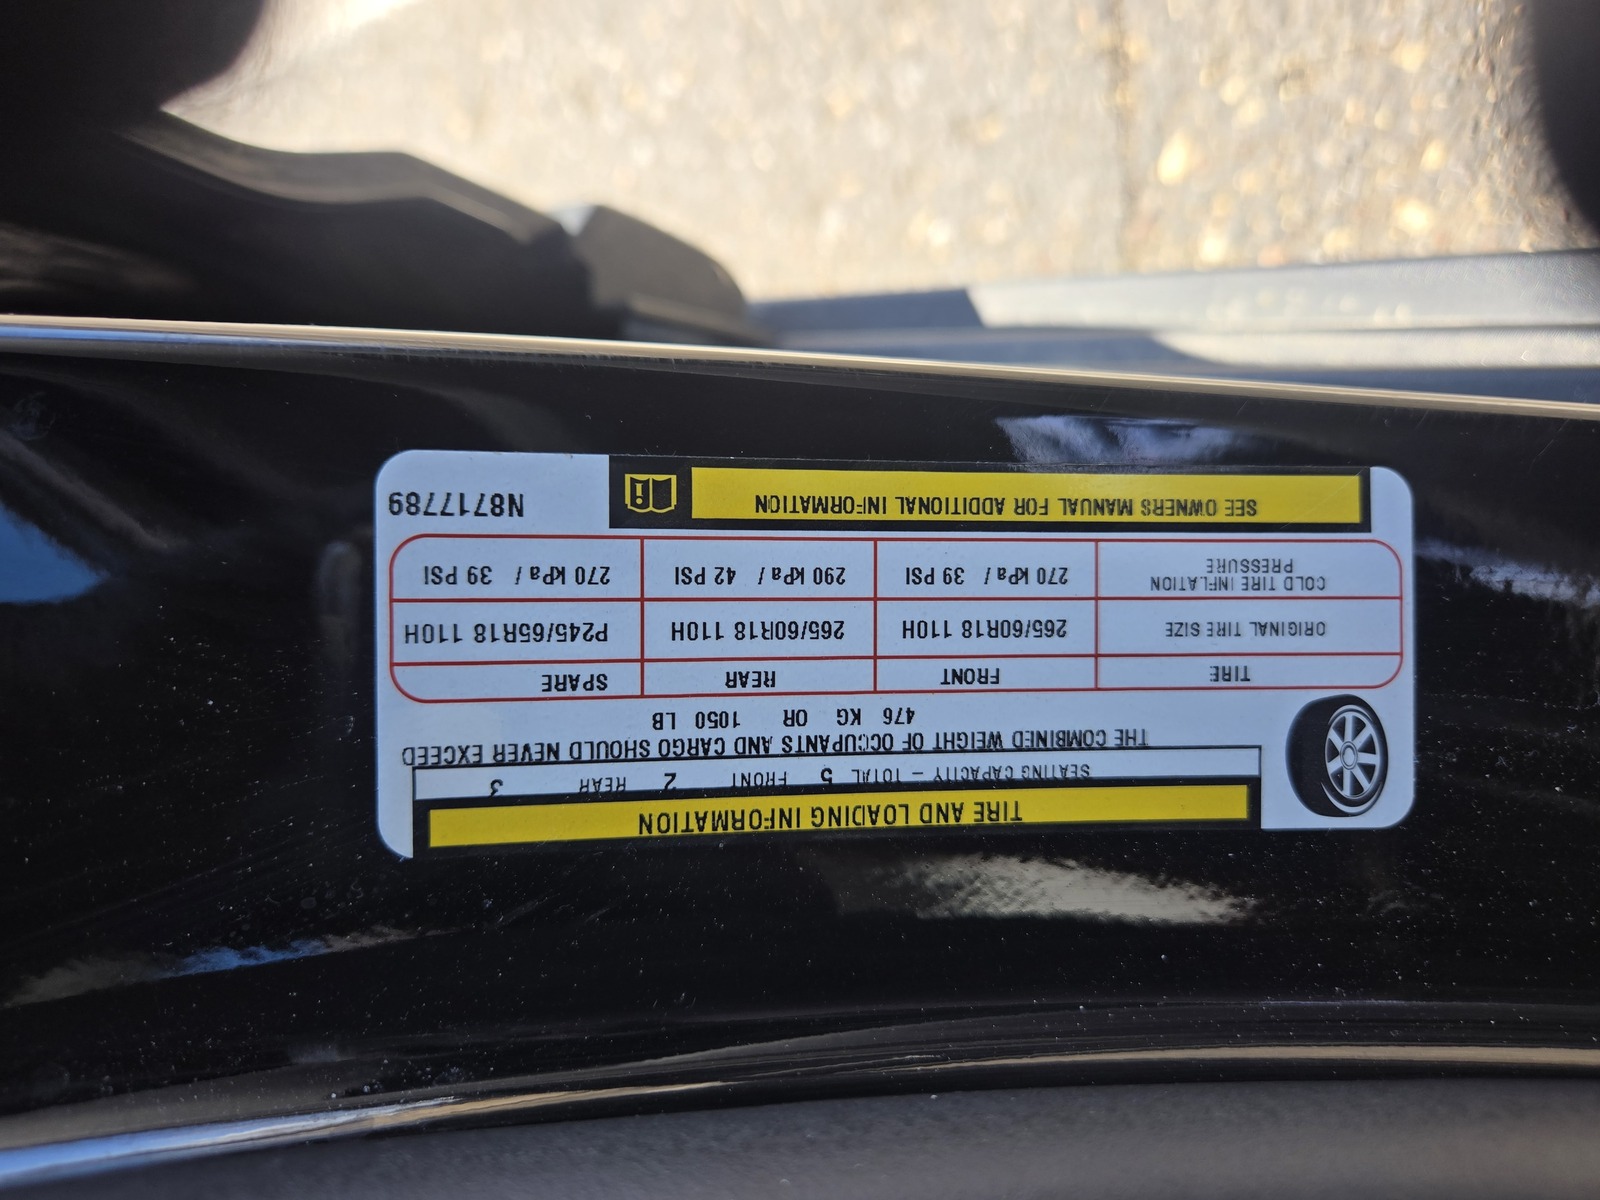 TIRE AND LOADING INFORMATION
SEATING CAPACITY – TOTAL 5 FRONT 2 REAR 3
THE COMBINED WEIGHT OF OCCUPANTS AND CARGO SHOULD NEVER EXCEED
476 KG OR 1050 LB
TIRE FRONT REAR SPARE
ORIGINAL TIRE SIZE 265/60R18 110H 265/60R18 110H P245/65R18 110H
COLD TIRE INFLATION
PRESSURE 270 kPa / 39 PSI 290 kPa / 42 PSI 270 kPa / 39 PSI
SEE OWNERS MANUAL FOR ADDITIONAL INFORMATION
N8717789